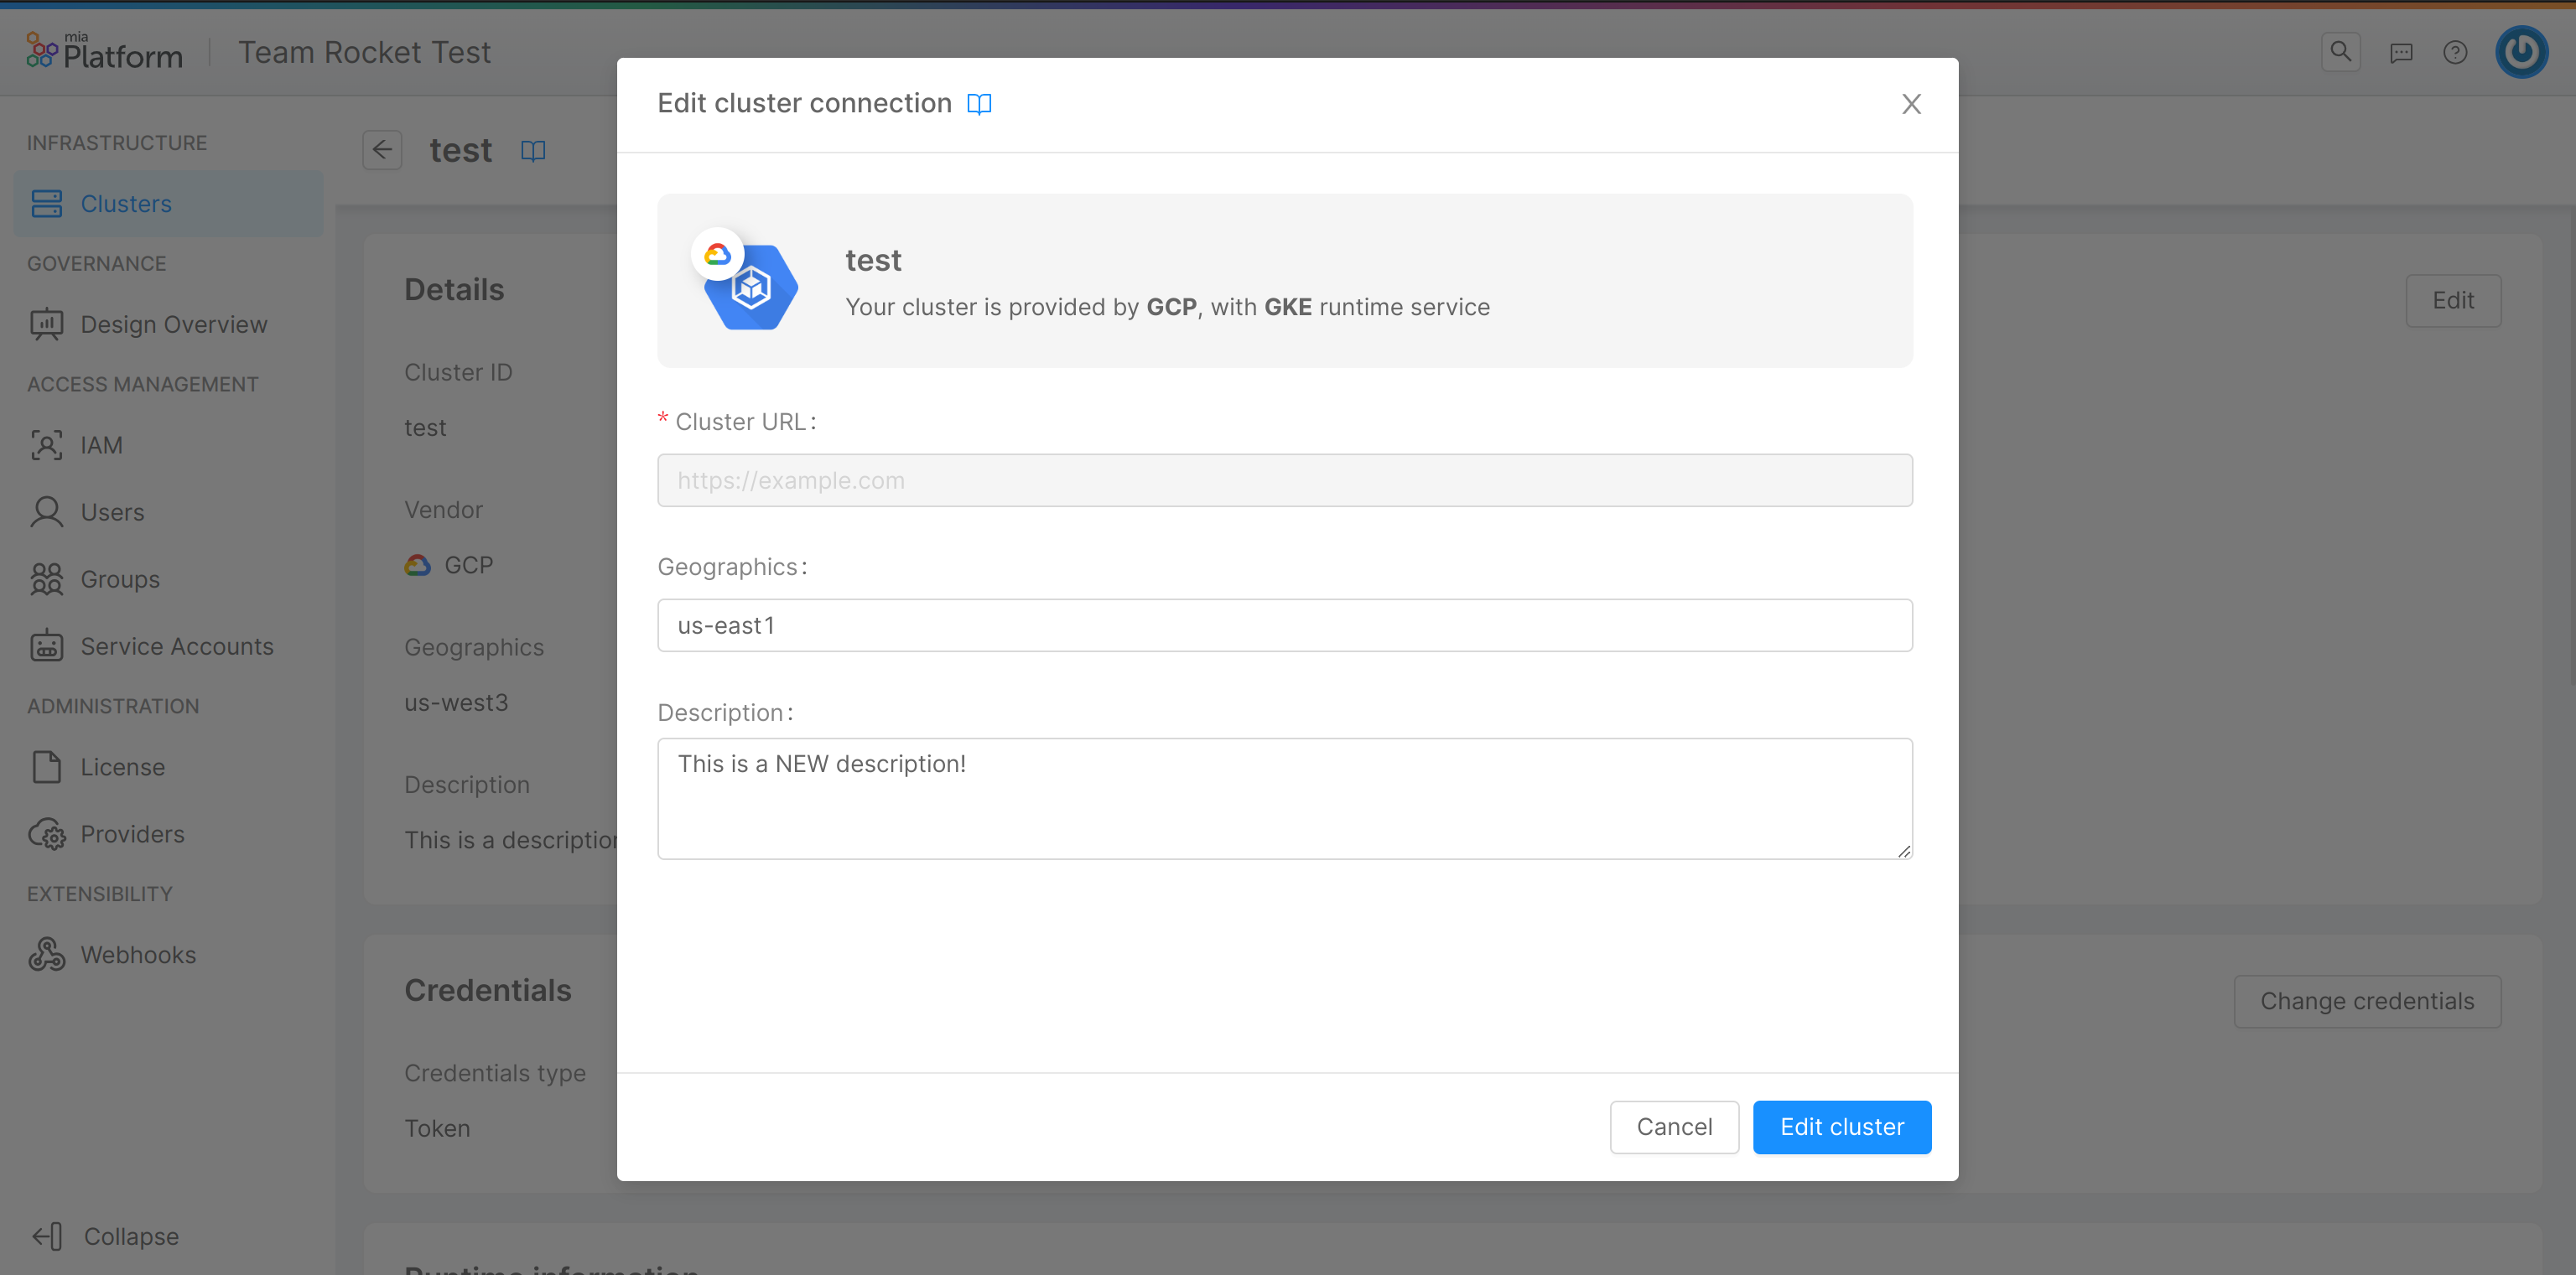 mia
Platform
Team Rocket Test
INFRASTRUCTURE
Clusters
GOVERNANCE
Design Overview
ACCESS MANAGEMENT
IAM
Users
Groups
Service Accounts
ADMINISTRATION
License
Providers
EXTENSIBILITY
Webhooks
Collapse
test
Details
Edit
Cluster ID
test
Vendor
GCP
Geographics
us-west3
Description
This is a description
Credentials
Change credentials
Credentials type
Token
Runtime information
Edit cluster connection
test
Your cluster is provided by GCP, with GKE runtime service
* Cluster URL:
https://example.com
Geographics:
us-east1
Description:
This is a NEW description!
Cancel
Edit cluster